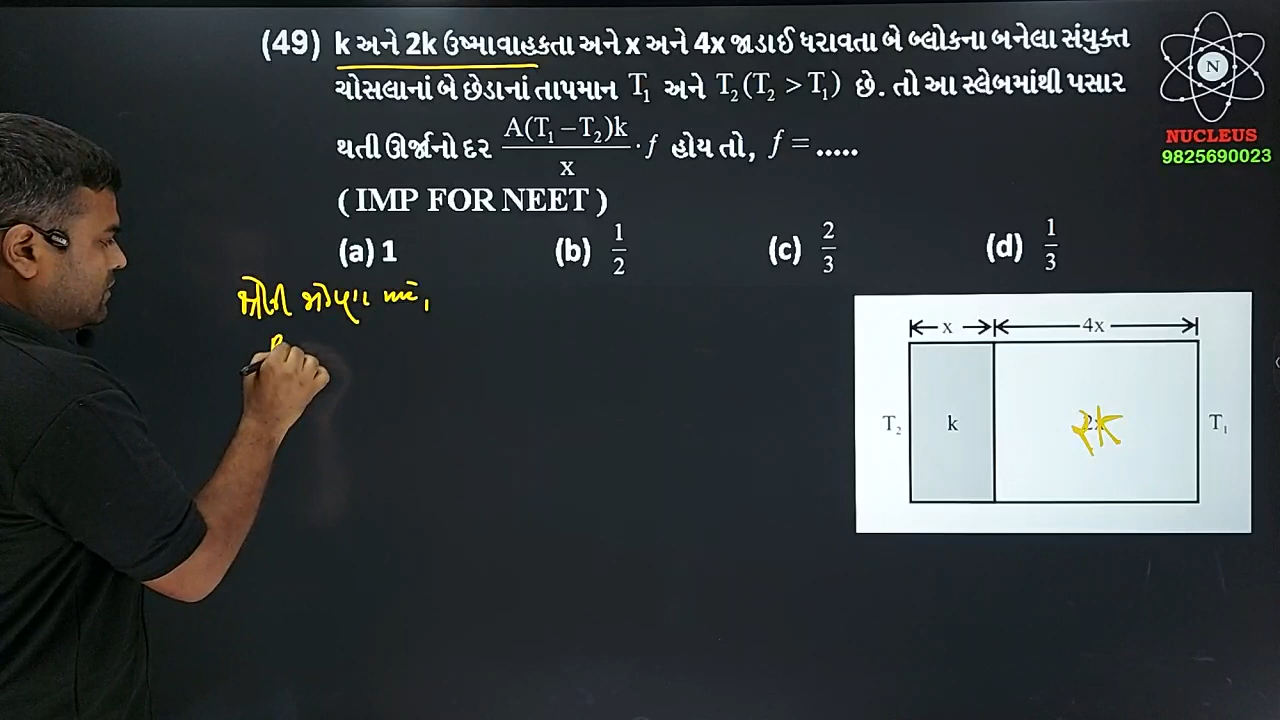 (49) k અને 2k ઉષ્માવાહકતા અને x અને 4x જાડાઈ ધરાવતા બે બ્લોકના બનેલા સંયુક્ત
ચોસલાનાં બે છેડાનાં તાપમાન T₁ અને T₂(T₂ > T₁) છે. તો આ સ્લેબમાંથી પસાર
થતી ઊર્જાનો દર A(T₁ – T₂)k / x · f હોય તો, f = .....
( IMP FOR NEET )
(a) 1 (b) 1/2 (c) 2/3 (d) 1/3
N
NUCLEUS
9825690023
x 4x
T₂ k 2k T₁